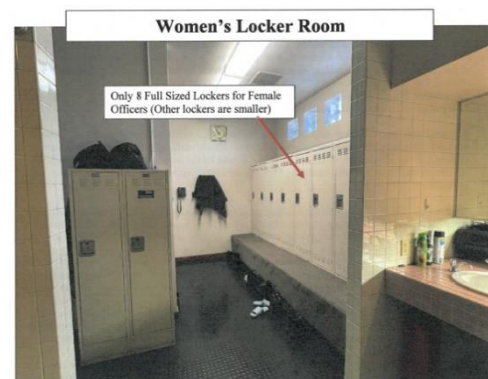 Women's Locker Room
Only 8 Full Sized Lockers for Female
Officers (Other lockers are smaller)